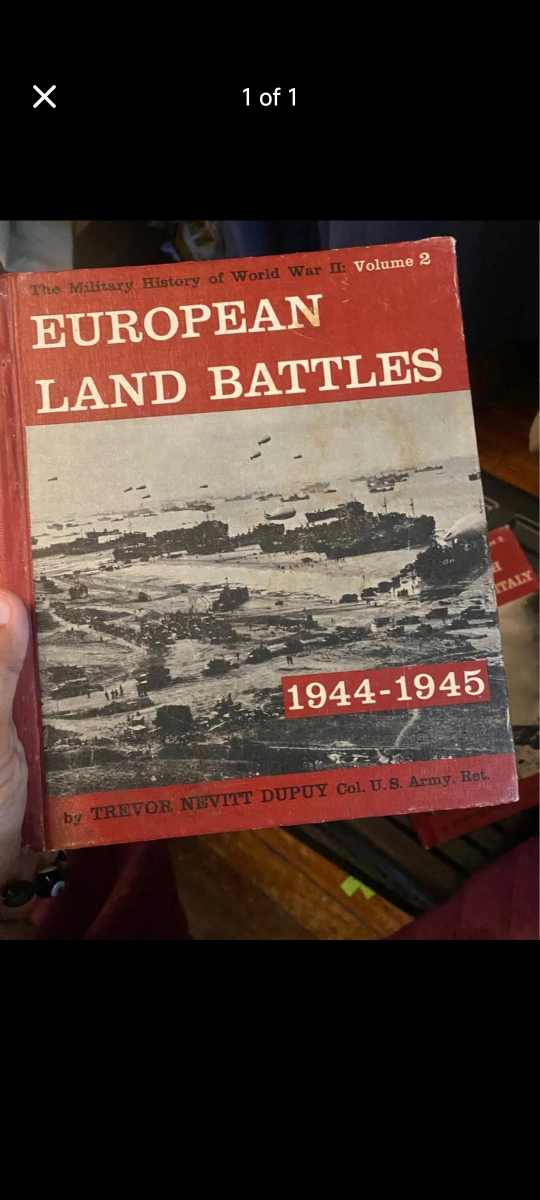 1 of 1
The Military History of World War II: Volume 2
EUROPEAN
LAND BATTLES
1944-1945
by TREVOR NEVITT DUPUY Col. U.S. Army, Ret.
ITALY